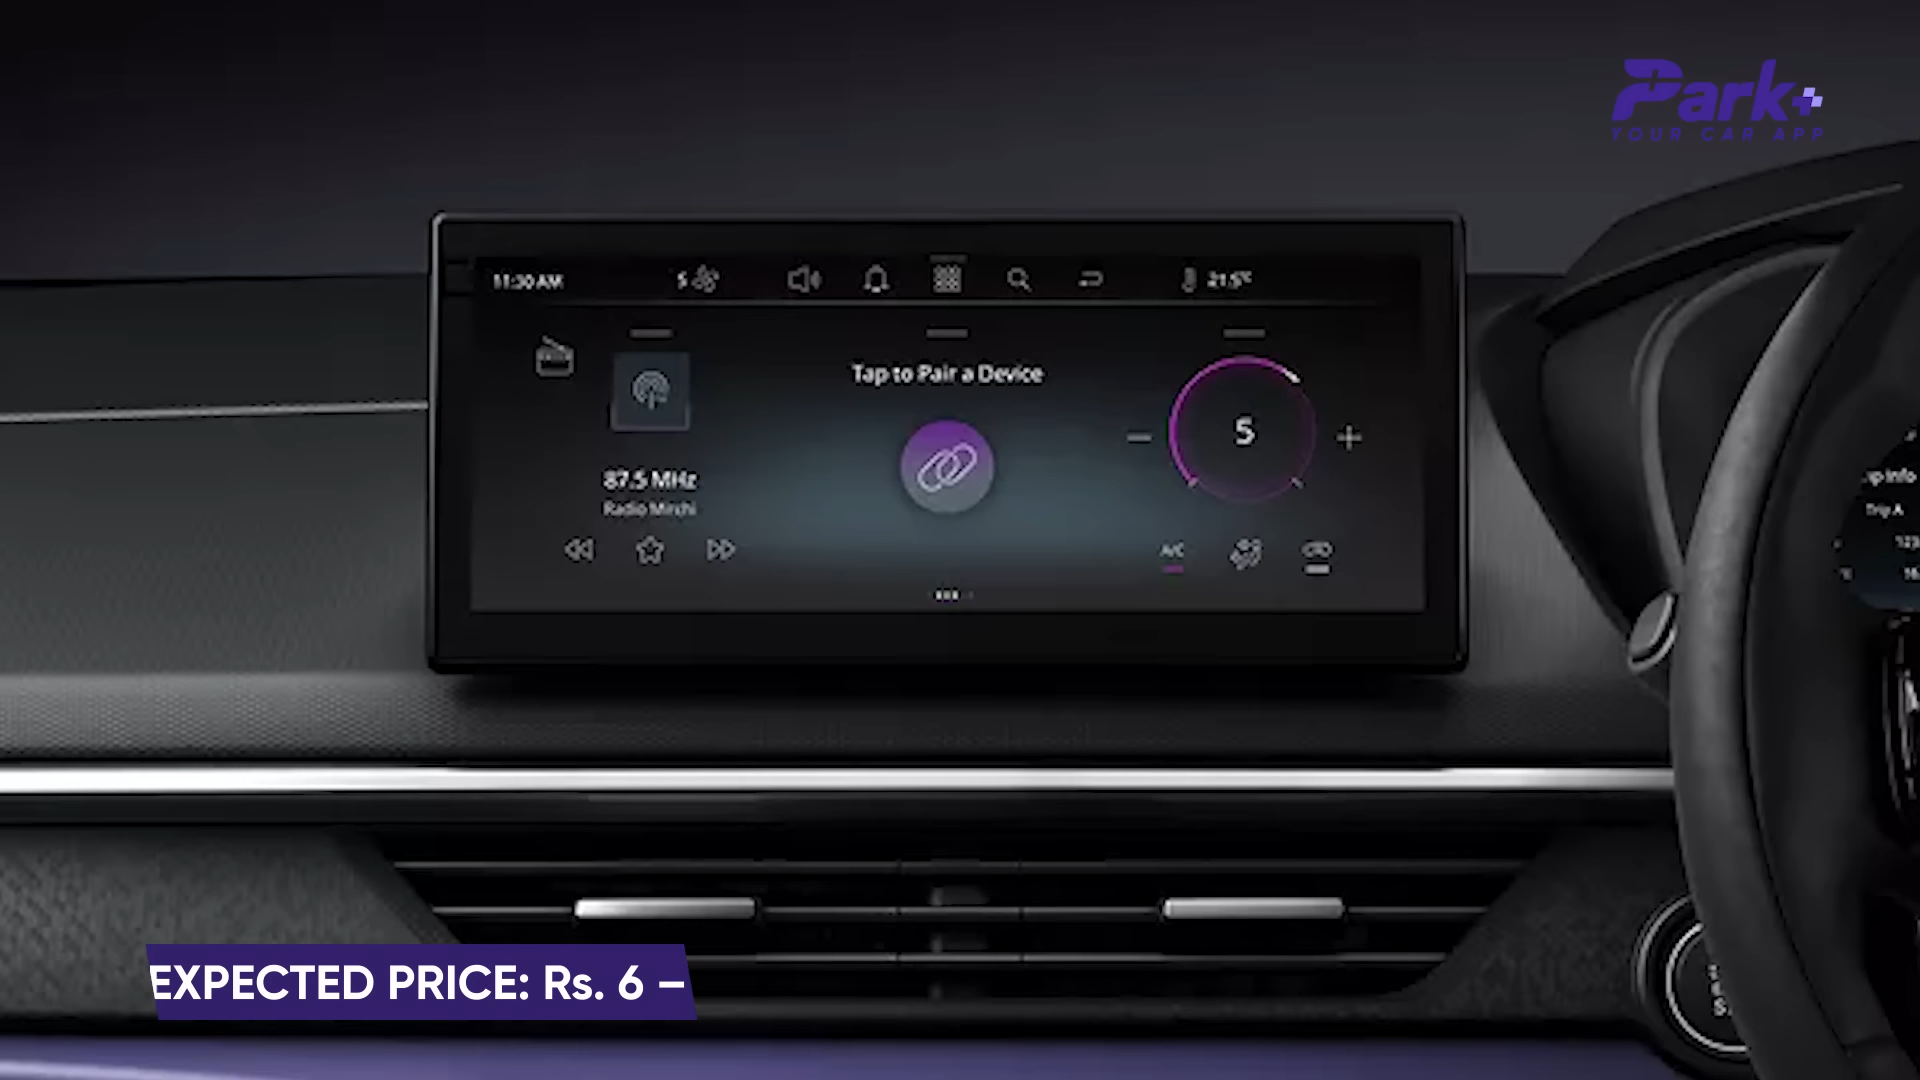 Park+
YOUR CAR APP
11:30 AM
5
21.5°C
Tap to Pair a Device
5
87.5 MHz
Radio Mirchi
A/C
Trip A
EXPECTED PRICE: Rs. 6 –